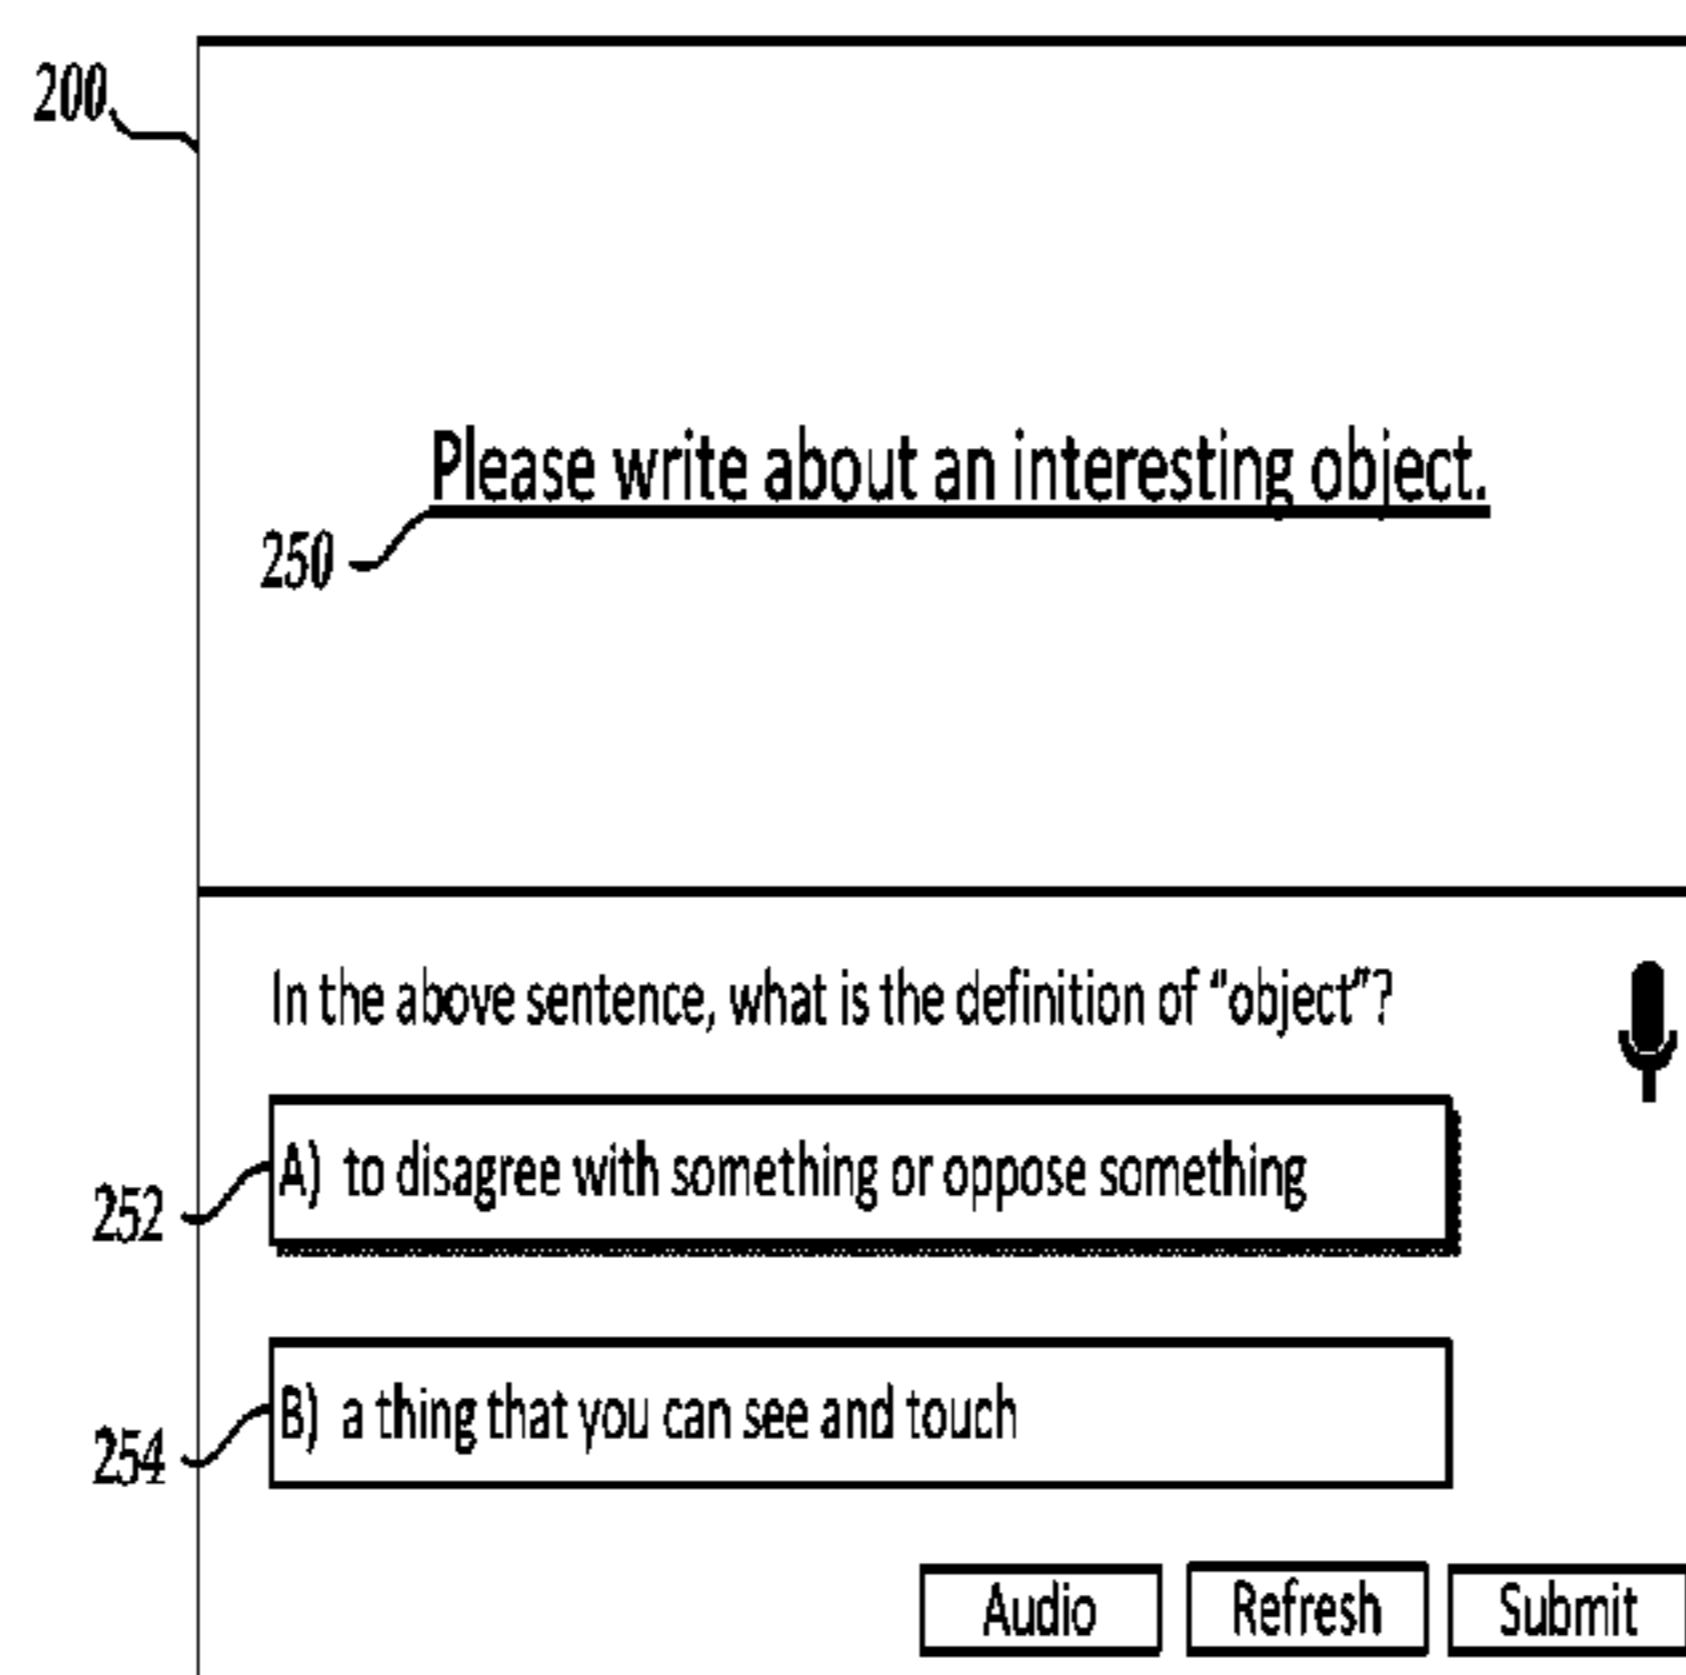 200
Please write about an interesting object.
250
In the above sentence, what is the definition of “object”?
A) to disagree with something or oppose something
252
B) a thing that you can see and touch
254
Audio Refresh Submit